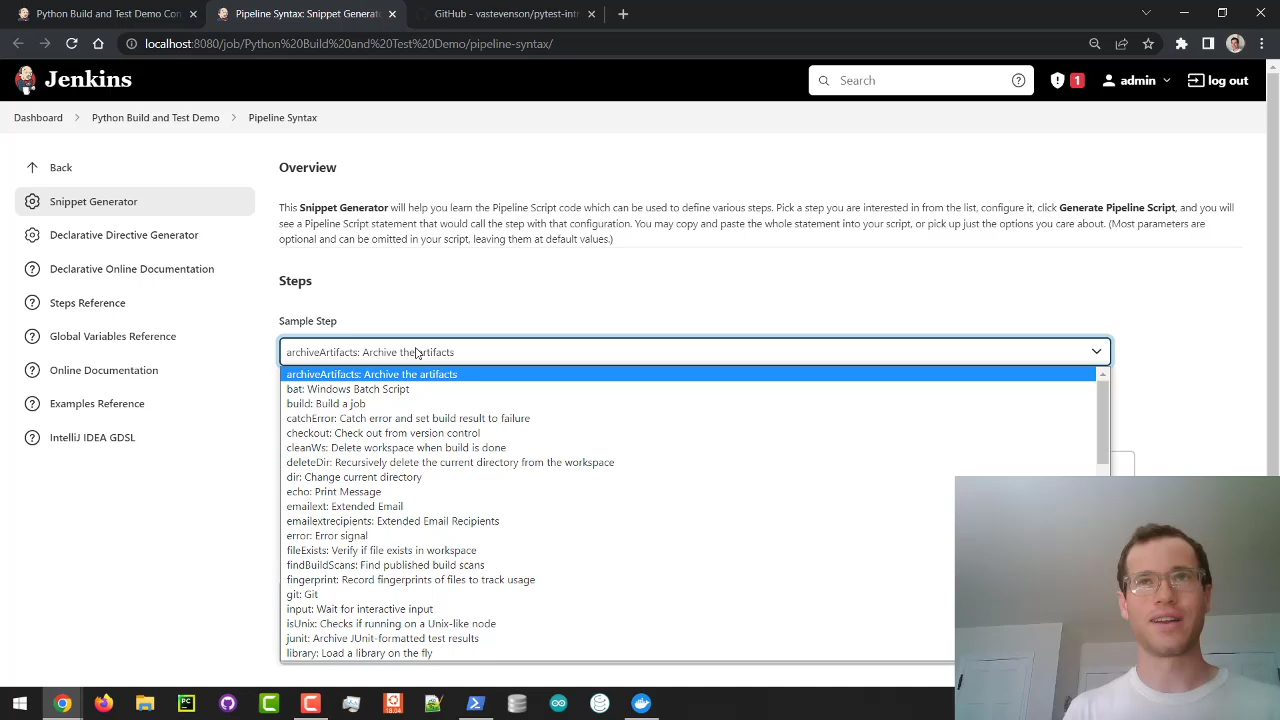 Python Build and Test Demo Con
Pipeline Syntax: Snippet Generato
GitHub - vastevenson/pytest-intr
localhost:8080/job/Python%20Build%20and%20Test%20Demo/pipeline-syntax/
Jenkins
Search
1
admin
log out
Dashboard
Python Build and Test Demo
Pipeline Syntax
Back
Snippet Generator
Declarative Directive Generator
Declarative Online Documentation
Steps Reference
Global Variables Reference
Online Documentation
Examples Reference
IntelliJ IDEA GDSL
Overview
This Snippet Generator will help you learn the Pipeline Script code which can be used to define various steps. Pick a step you are interested in from the list, configure it, click Generate Pipeline Script, and you will
see a Pipeline Script statement that would call the step with that configuration. You may copy and paste the whole statement into your script, or pick up just the options you care about. (Most parameters are
optional and can be omitted in your script, leaving them at default values.)
Steps
Sample Step
archiveArtifacts: Archive the artifacts
archiveArtifacts: Archive the artifacts
bat: Windows Batch Script
build: Build a job
catchError: Catch error and set build result to failure
checkout: Check out from version control
cleanWs: Delete workspace when build is done
deleteDir: Recursively delete the current directory from the workspace
dir: Change current directory
echo: Print Message
emailext: Extended Email
emailextrecipients: Extended Email Recipients
error: Error signal
fileExists: Verify if file exists in workspace
findBuildScans: Find published build scans
fingerprint: Record fingerprints of files to track usage
git: Git
input: Wait for interactive input
isUnix: Checks if running on a Unix-like node
junit: Archive JUnit-formatted test results
library: Load a library on the fly
PC
18.04